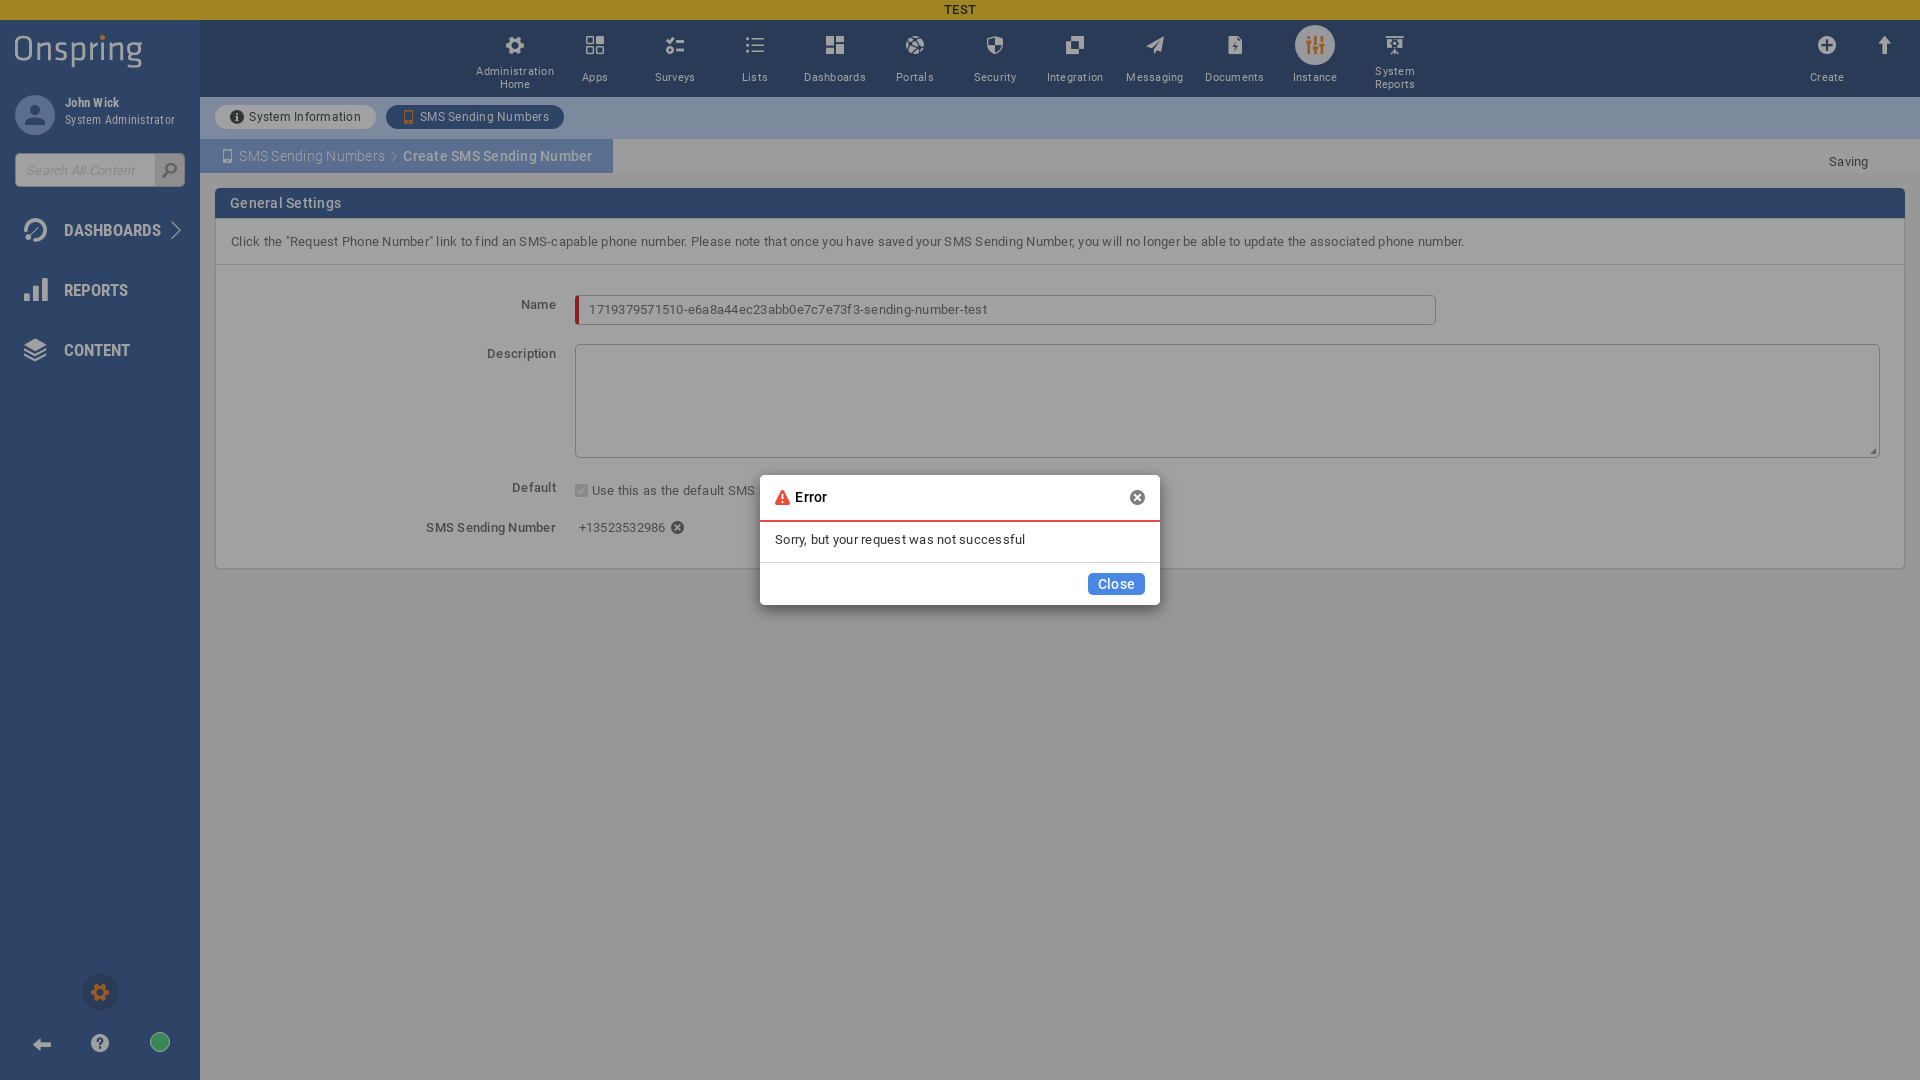 TEST
Onspring
John Wick
System Administrator
Search All Content
DASHBOARDS
REPORTS
CONTENT
Administration Home
Apps
Surveys
Lists
Dashboards
Portals
Security
Integration
Messaging
Documents
Instance
System Reports
Create
System Information
SMS Sending Numbers
SMS Sending Numbers > Create SMS Sending Number
Saving
General Settings
Click the "Request Phone Number" link to find an SMS-capable phone number. Please note that once you have saved your SMS Sending Number, you will no longer be able to update the associated phone number.
Name
1719379571510-e6a8a44ec23abb0e7c7e73f3-sending-number-test
Description
Default
Use this as the default SMS
SMS Sending Number
+13523532986
Error
Sorry, but your request was not successful
Close